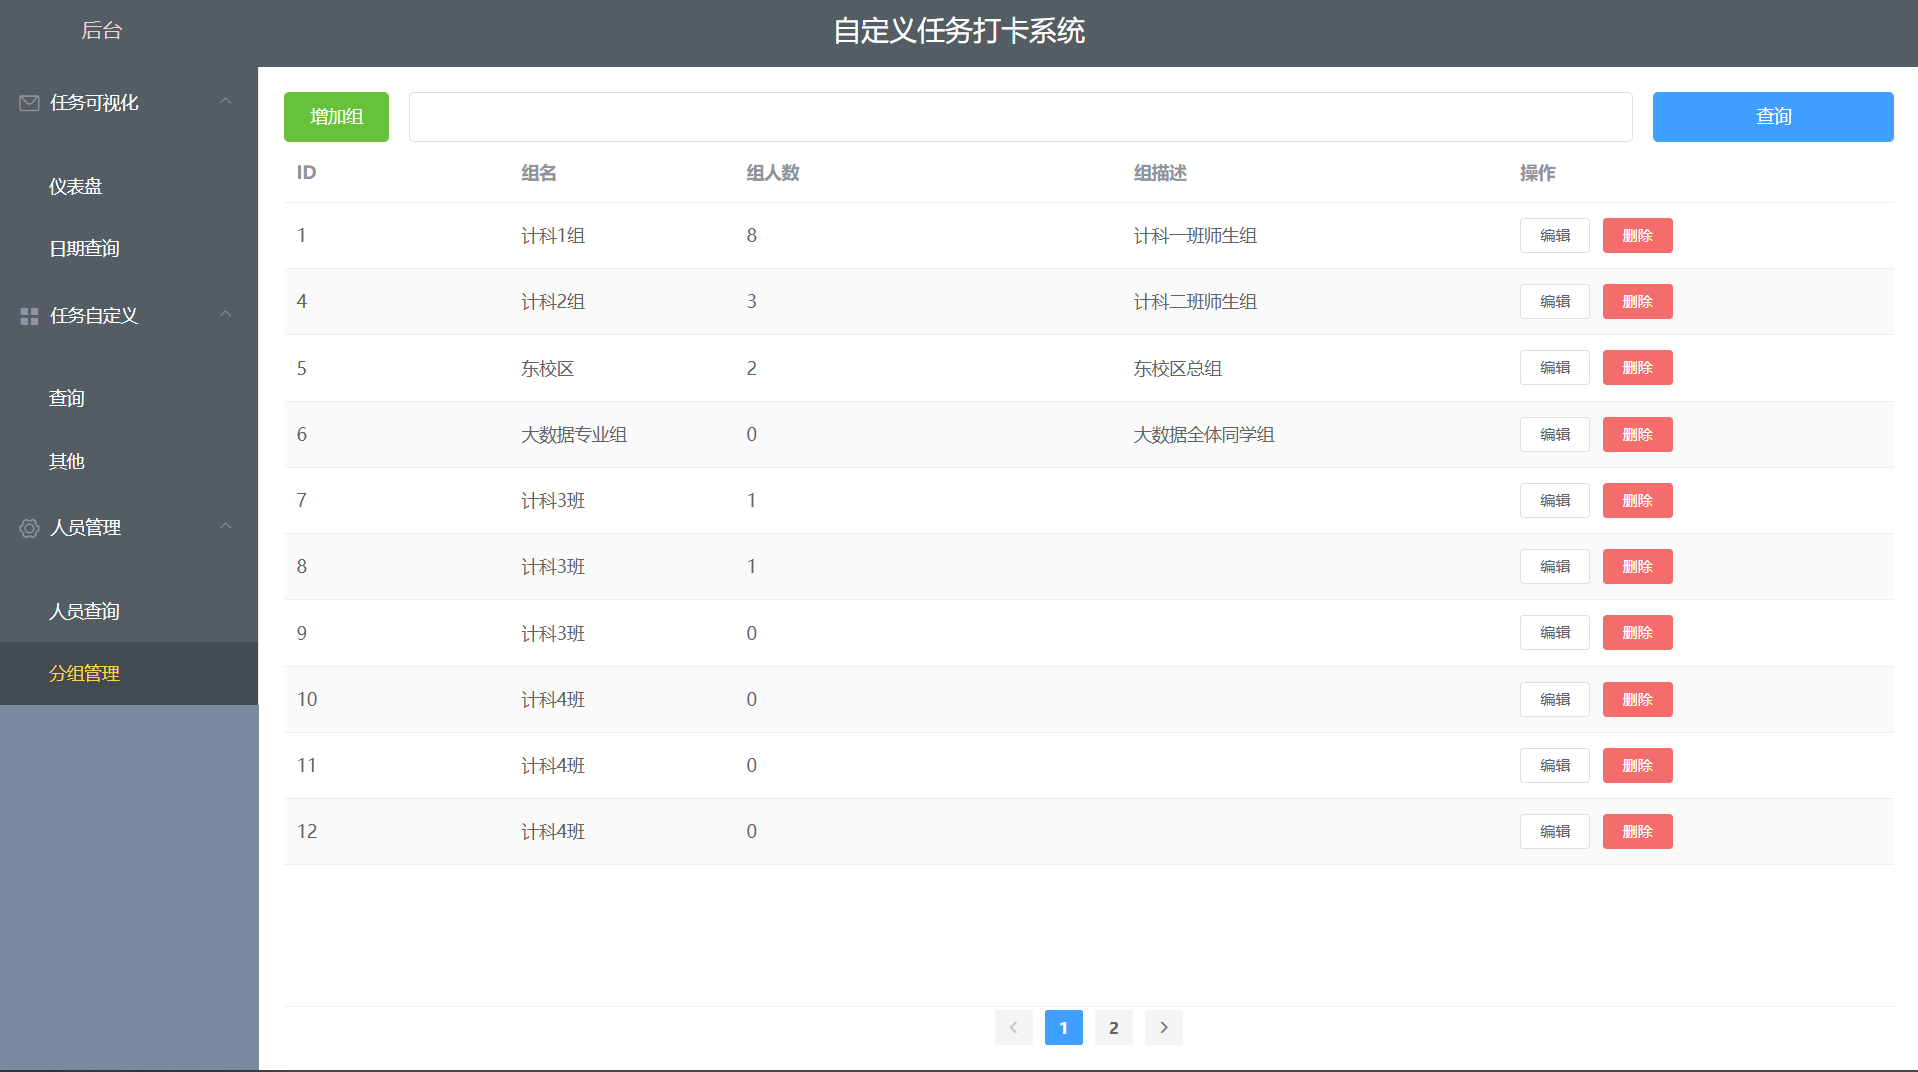 后台
自定义任务打卡系统
任务可视化
仪表盘
日期查询
任务自定义
查询
其他
人员管理
人员查询
分组管理
增加组 查询
ID 组名 组人数 组描述 操作
1 计科1组 8 计科一班师生组 编辑 删除
4 计科2组 3 计科二班师生组 编辑 删除
5 东校区 2 东校区总组 编辑 删除
6 大数据专业组 0 大数据全体同学组 编辑 删除
7 计科3班 1 编辑 删除
8 计科3班 1 编辑 删除
9 计科3班 0 编辑 删除
10 计科4班 0 编辑 删除
11 计科4班 0 编辑 删除
12 计科4班 0 编辑 删除
1 2